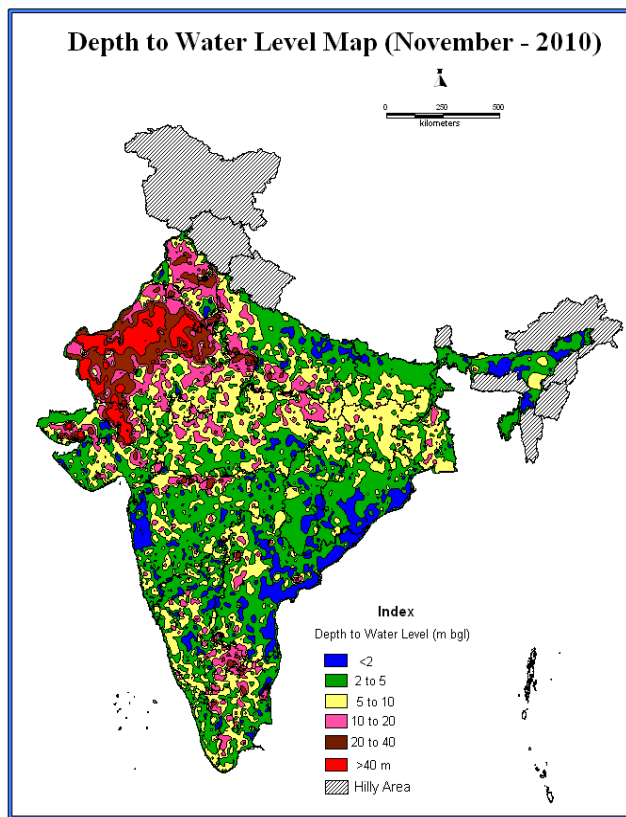 Depth to Water Level Map (November - 2010)
0 250 500
kilometers
Index
Depth to Water Level (m bgl)
<2
2 to 5
5 to 10
10 to 20
20 to 40
>40 m
Hilly Area